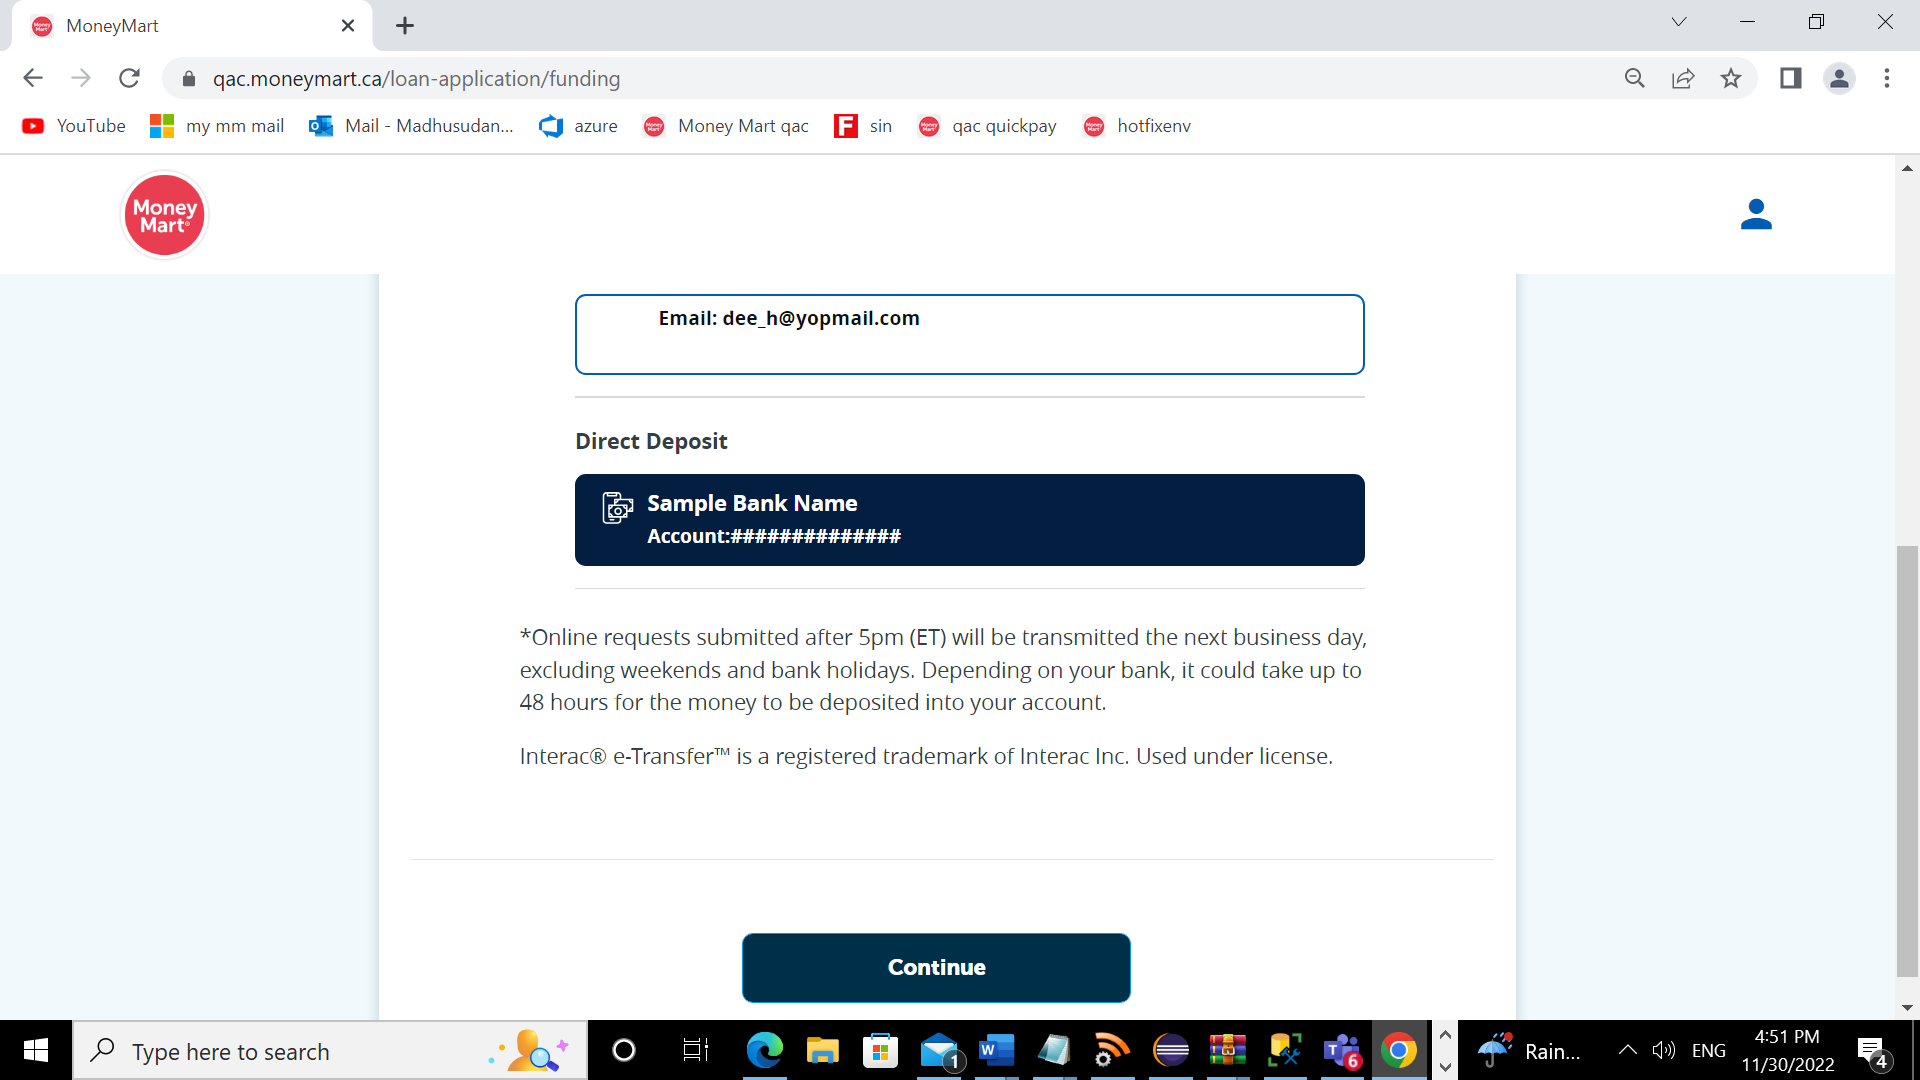 MoneyMart
qac.moneymart.ca/loan-application/funding
YouTube my mm mail Mail - Madhusudan... azure Money Mart qac sin qac quickpay hotfixenv
Money
Mart
Email: dee_h@yopmail.com
Direct Deposit
Sample Bank Name
Account:##############
*Online requests submitted after 5pm (ET) will be transmitted the next business day,
excluding weekends and bank holidays. Depending on your bank, it could take up to
48 hours for the money to be deposited into your account.
Interac® e-Transfer™ is a registered trademark of Interac Inc. Used under license.
Continue
Type here to search
1
6
Rain...
ENG
4:51 PM
11/30/2022
4